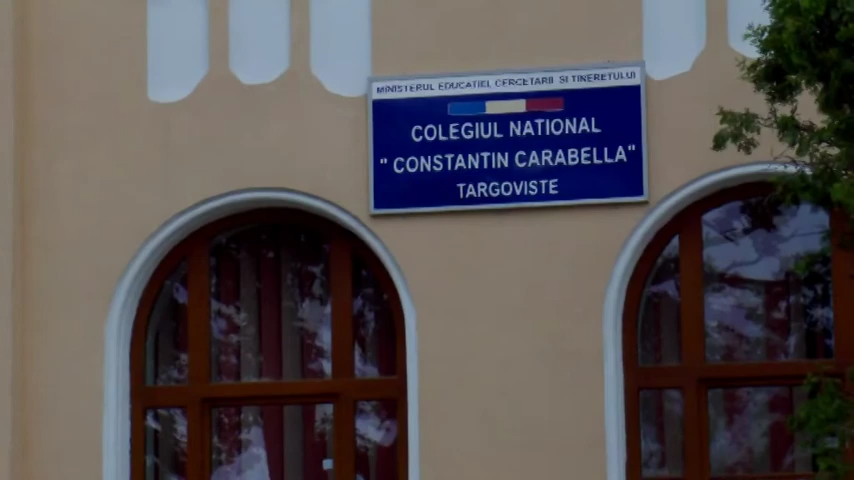 MINISTERUL EDUCATIEI, CERCETARII SI TINERETULUI
COLEGIUL NATIONAL
" CONSTANTIN CARABELLA"
TARGOVISTE